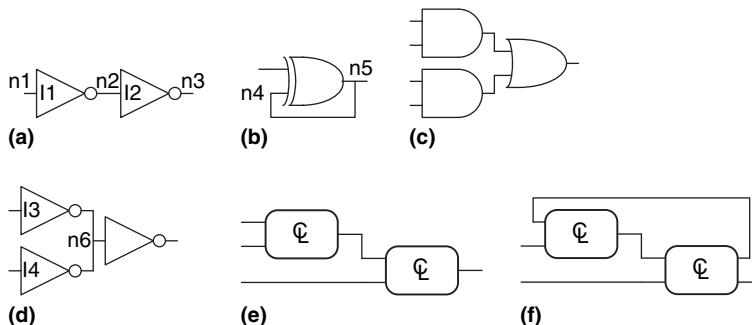 n1 I1 n2 I2 n3
n4 n5
(a) (b) (c)
I3
n6
I4
CL CL
CL CL
(d) (e) (f)